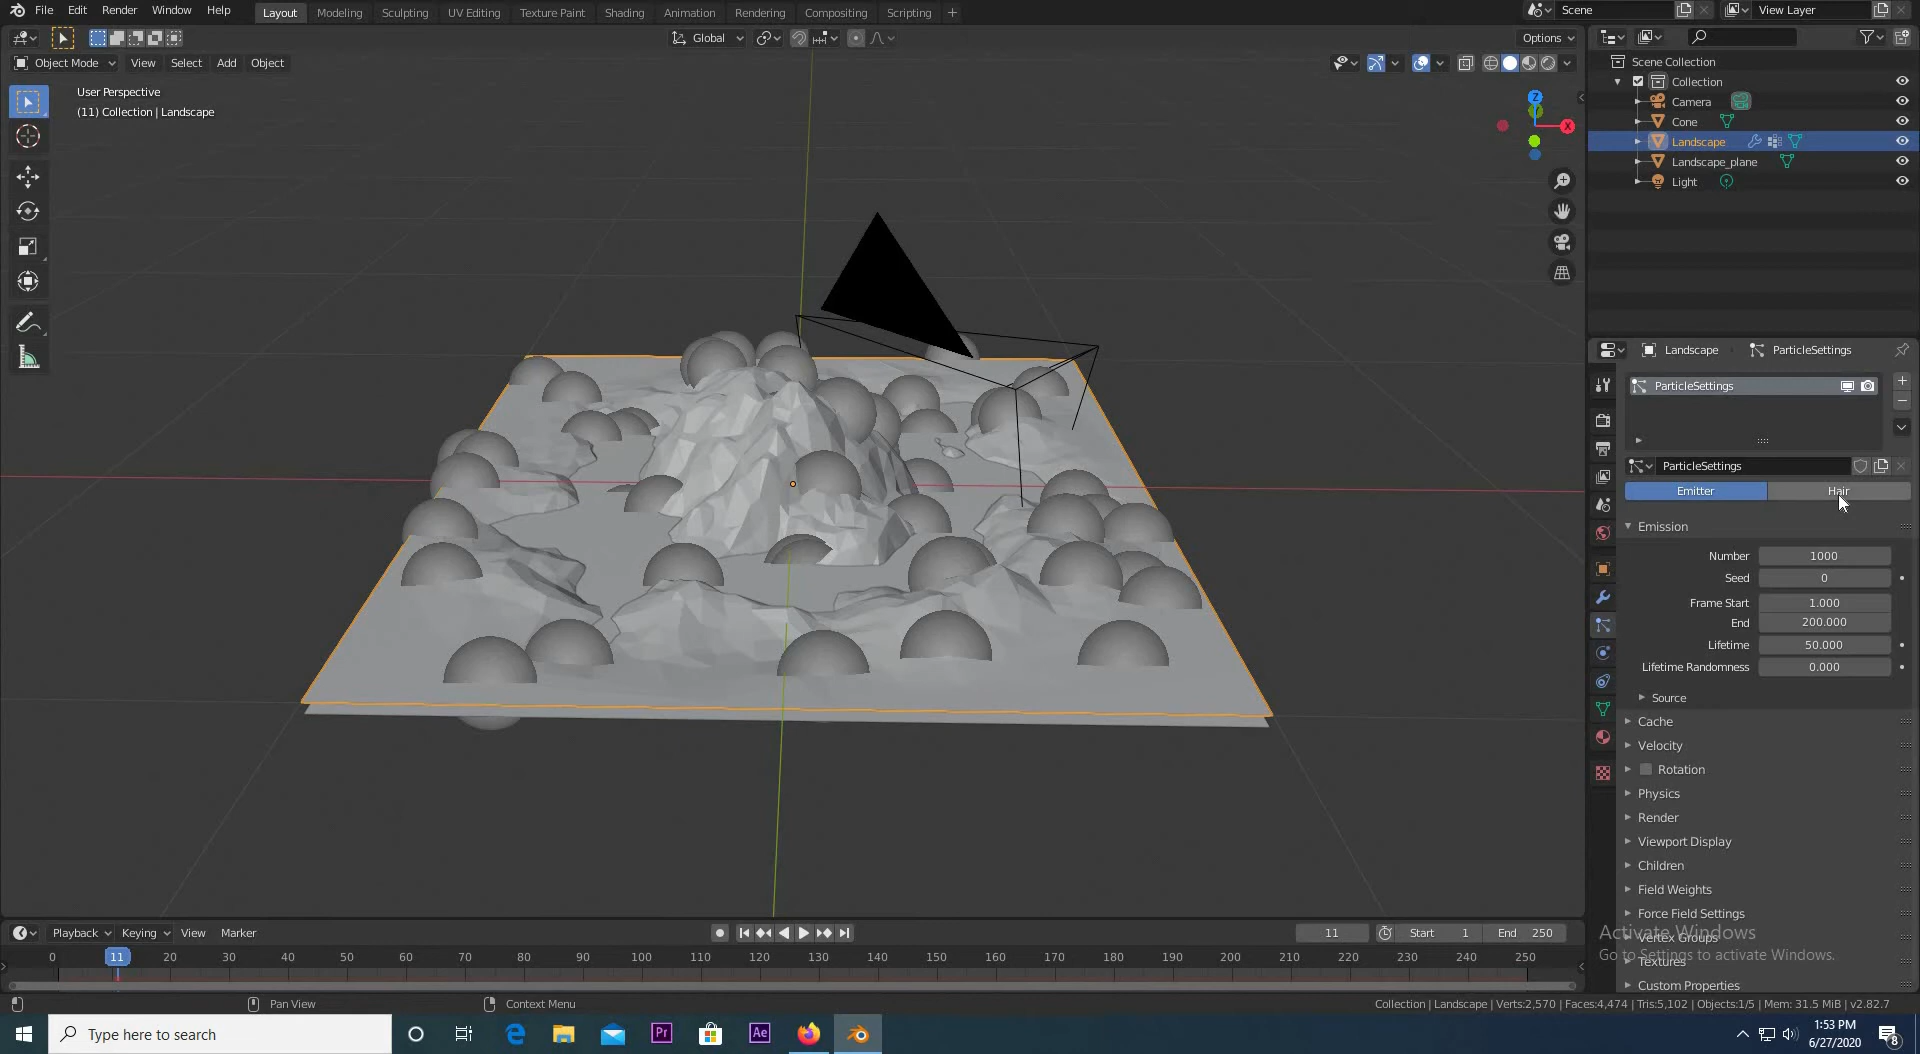 File Edit Render Window Help Layout Modeling Sculpting UV Editing Texture Paint Shading Animation Rendering Compositing Scripting + Scene View Layer
Global Options
Object Mode View Select Add Object
User Perspective
(11) Collection | Landscape
Z
X
Scene Collection
Collection
Camera
Cone
Landscape
Landscape_plane
Light
Landscape ParticleSettings
ParticleSettings
ParticleSettings
Emitter Hair
Emission
Number 1000
Seed 0
Frame Start 1.000
End 200.000
Lifetime 50.000
Lifetime Randomness 0.000
Source
Cache
Velocity
Rotation
Physics
Render
Viewport Display
Children
Field Weights
Force Field Settings
Vertex Groups
Textures
Custom Properties
Activate Windows
Go to Settings to activate Windows.
Playback Keying View Marker 11 Start 1 End 250
0 11 20 30 40 50 60 70 80 90 100 110 120 130 140 150 160 170 180 190 200 210 220 230 240 250
Pan View Context Menu Collection | Landscape | Verts:2,570 | Faces:4,474 | Tris:5,102 | Objects:1/5 | Mem: 31.5 MiB | v2.82.7
Type here to search Pr Ae
1:53 PM
6/27/2020
8